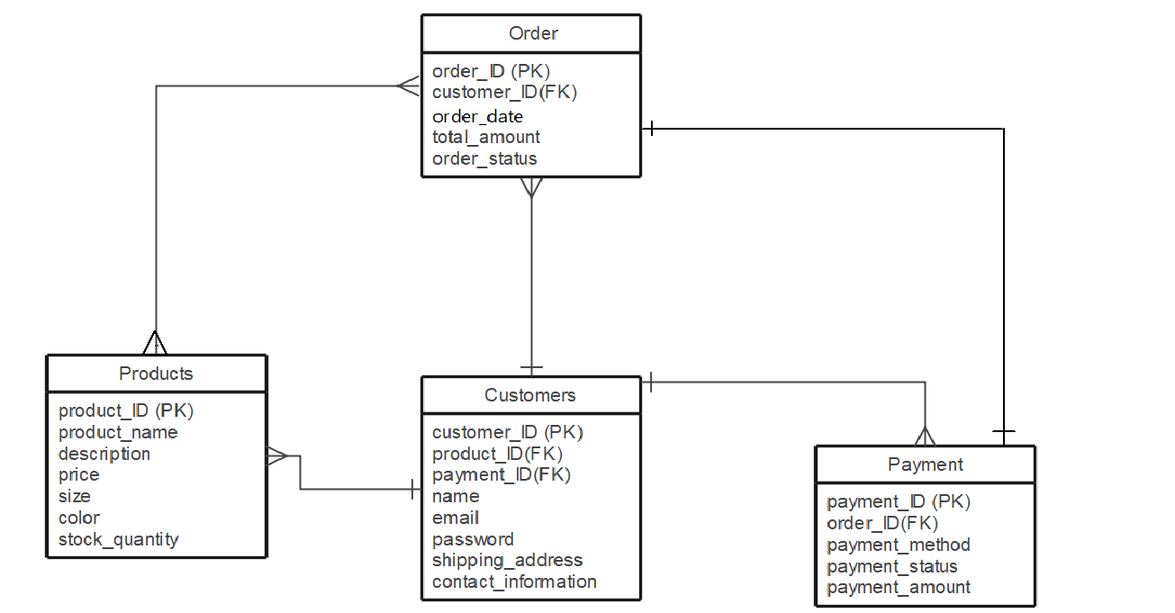 Order
order_ID (PK)
customer_ID(FK)
order_date
total_amount
order_status
Products
product_ID (PK)
product_name
description
price
size
color
stock_quantity
Customers
customer_ID (PK)
product_ID(FK)
payment_ID(FK)
name
email
password
shipping_address
contact_information
Payment
payment_ID (PK)
order_ID(FK)
payment_method
payment_status
payment_amount